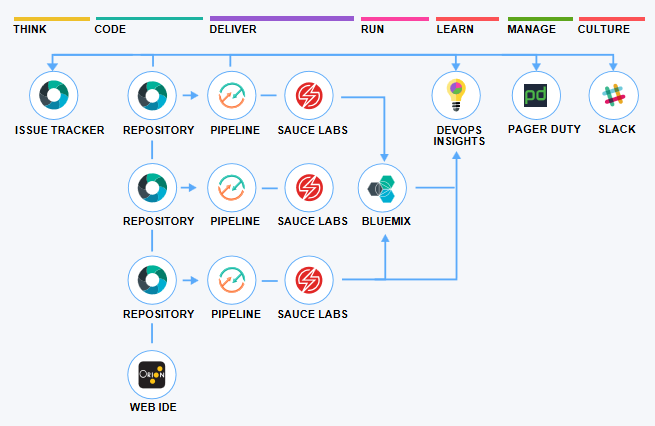 THINK
CODE
DELIVER
RUN
LEARN
MANAGE
CULTURE
pd
ISSUE TRACKER
REPOSITORY
PIPELINE
SAUCE LABS
DEVOPS
INSIGHTS
PAGER DUTY
SLACK
REPOSITORY
PIPELINE
SAUCE LABS
BLUEMIX
REPOSITORY
PIPELINE
SAUCE LABS
ORION
WEB IDE